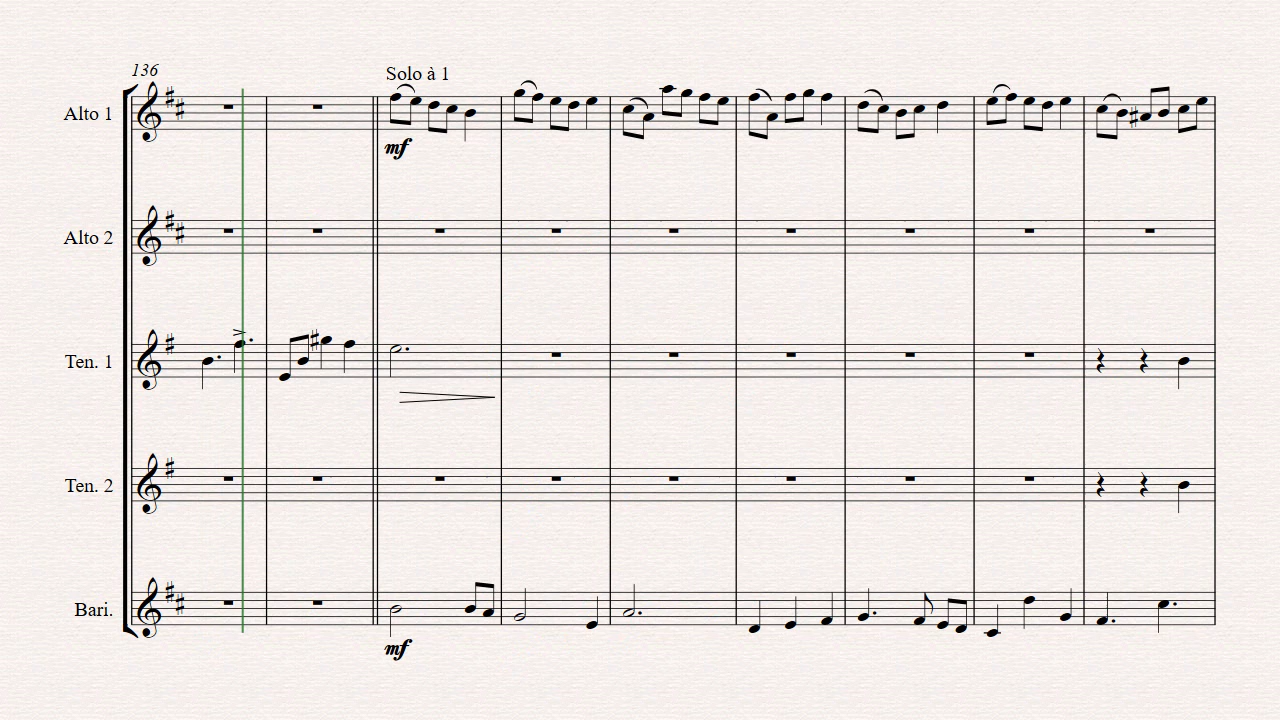 136
Solo à 1
Alto 1
mf
Alto 2
Ten. 1
Ten. 2
Bari.
mf